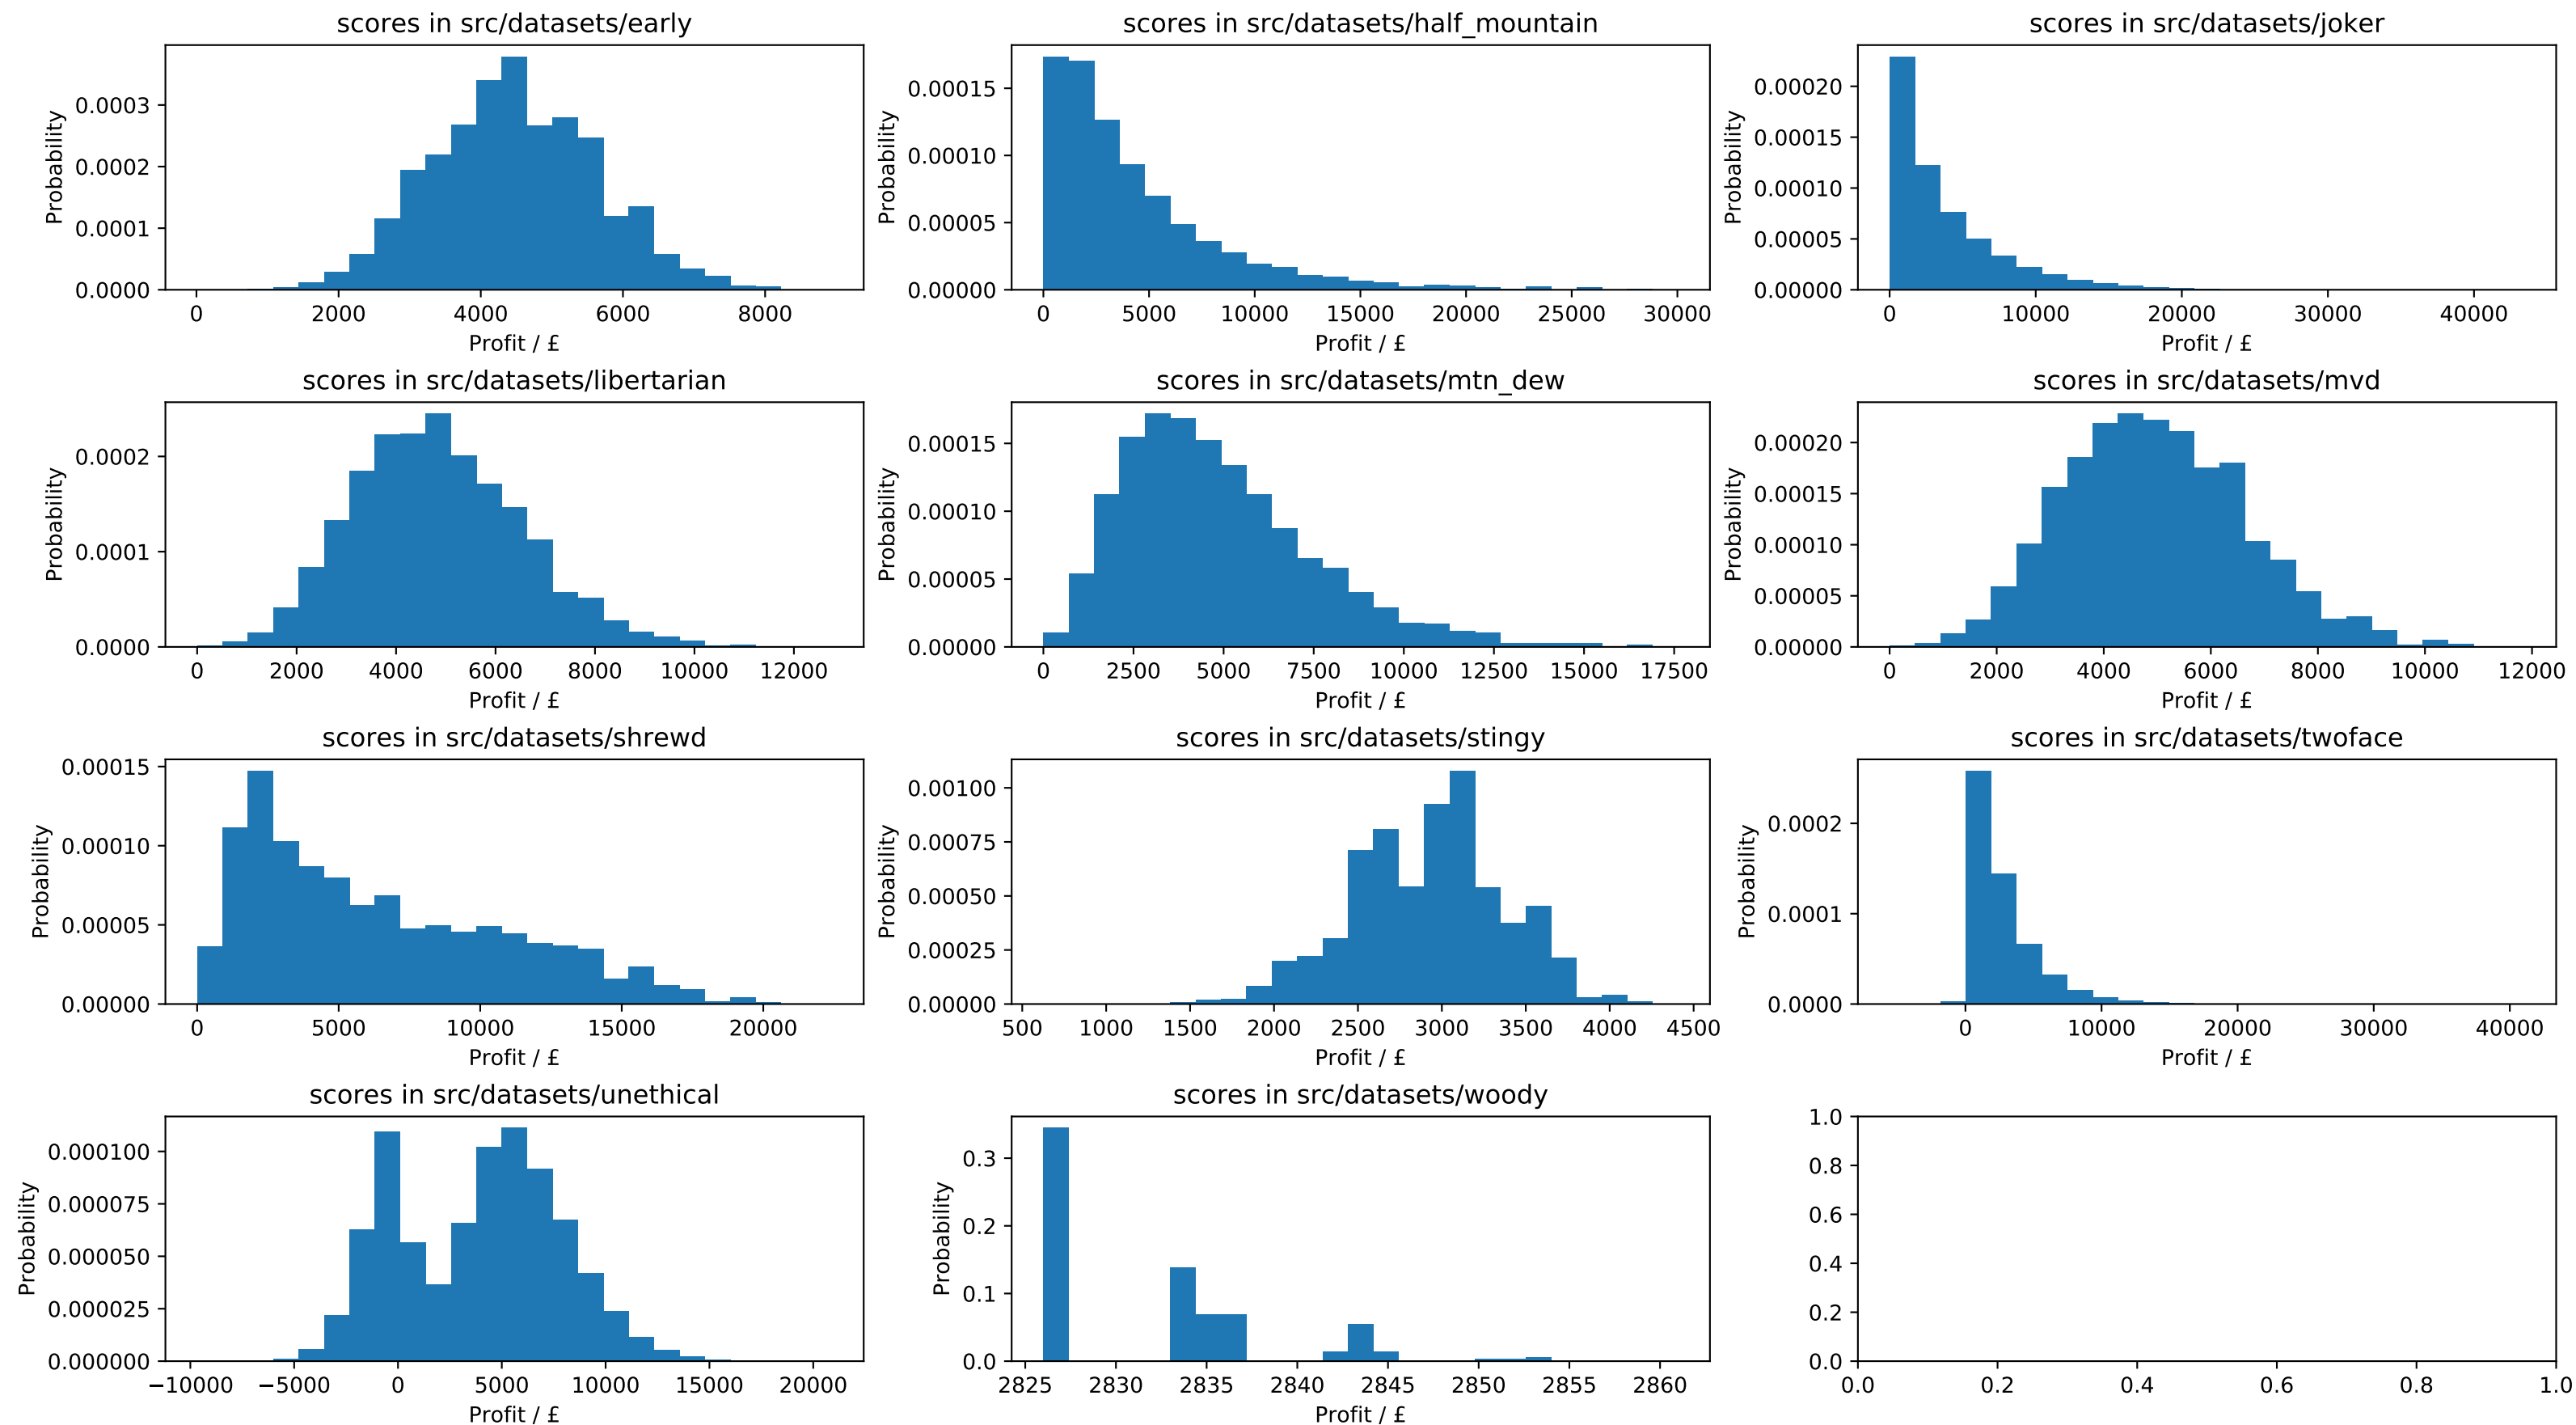 scores in src/datasets/early
scores in src/datasets/half_mountain
scores in src/datasets/joker
Probability
0.0003
0.0002
0.0001
0.0000
0 2000 4000 6000 8000
Profit / £
Probability
0.00015
0.00010
0.00005
0.00000
0 5000 10000 15000 20000 25000 30000
Profit / £
Probability
0.00020
0.00015
0.00010
0.00005
0.00000
0 10000 20000 30000 40000
Profit / £
scores in src/datasets/libertarian
scores in src/datasets/mtn_dew
scores in src/datasets/mvd
Probability
0.0002
0.0001
0.0000
0 2000 4000 6000 8000 10000 12000
Profit / £
Probability
0.00015
0.00010
0.00005
0.00000
0 2500 5000 7500 10000 12500 15000 17500
Profit / £
Probability
0.00020
0.00015
0.00010
0.00005
0.00000
0 2000 4000 6000 8000 10000 12000
Profit / £
scores in src/datasets/shrewd
scores in src/datasets/stingy
scores in src/datasets/twoface
Probability
0.00015
0.00010
0.00005
0.00000
0 5000 10000 15000 20000
Profit / £
Probability
0.00100
0.00075
0.00050
0.00025
0.00000
500 1000 1500 2000 2500 3000 3500 4000 4500
Profit / £
Probability
0.0002
0.0001
0.0000
0 10000 20000 30000 40000
Profit / £
scores in src/datasets/unethical
scores in src/datasets/woody
Probability
0.000100
0.000075
0.000050
0.000025
0.000000
−10000 −5000 0 5000 10000 15000 20000
Profit / £
Probability
0.3
0.2
0.1
0.0
2825 2830 2835 2840 2845 2850 2855 2860
Profit / £
1.0
0.8
0.6
0.4
0.2
0.0
0.0 0.2 0.4 0.6 0.8 1.0